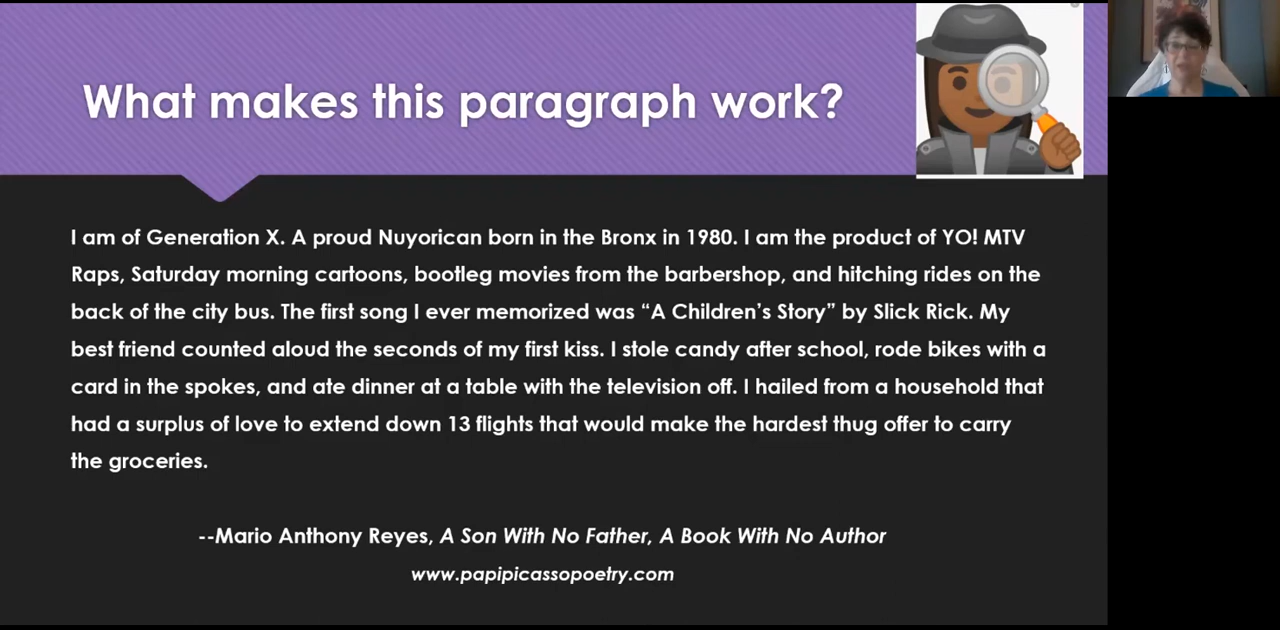 What makes this paragraph work?
I am of Generation X. A proud Nuyorican born in the Bronx in 1980. I am the product of YO! MTV
Raps, Saturday morning cartoons, bootleg movies from the barbershop, and hitching rides on the
back of the city bus. The first song I ever memorized was “A Children’s Story” by Slick Rick. My
best friend counted aloud the seconds of my first kiss. I stole candy after school, rode bikes with a
card in the spokes, and ate dinner at a table with the television off. I hailed from a household that
had a surplus of love to extend down 13 flights that would make the hardest thug offer to carry
the groceries.
--Mario Anthony Reyes, A Son With No Father, A Book With No Author
www.papipicassopoetry.com